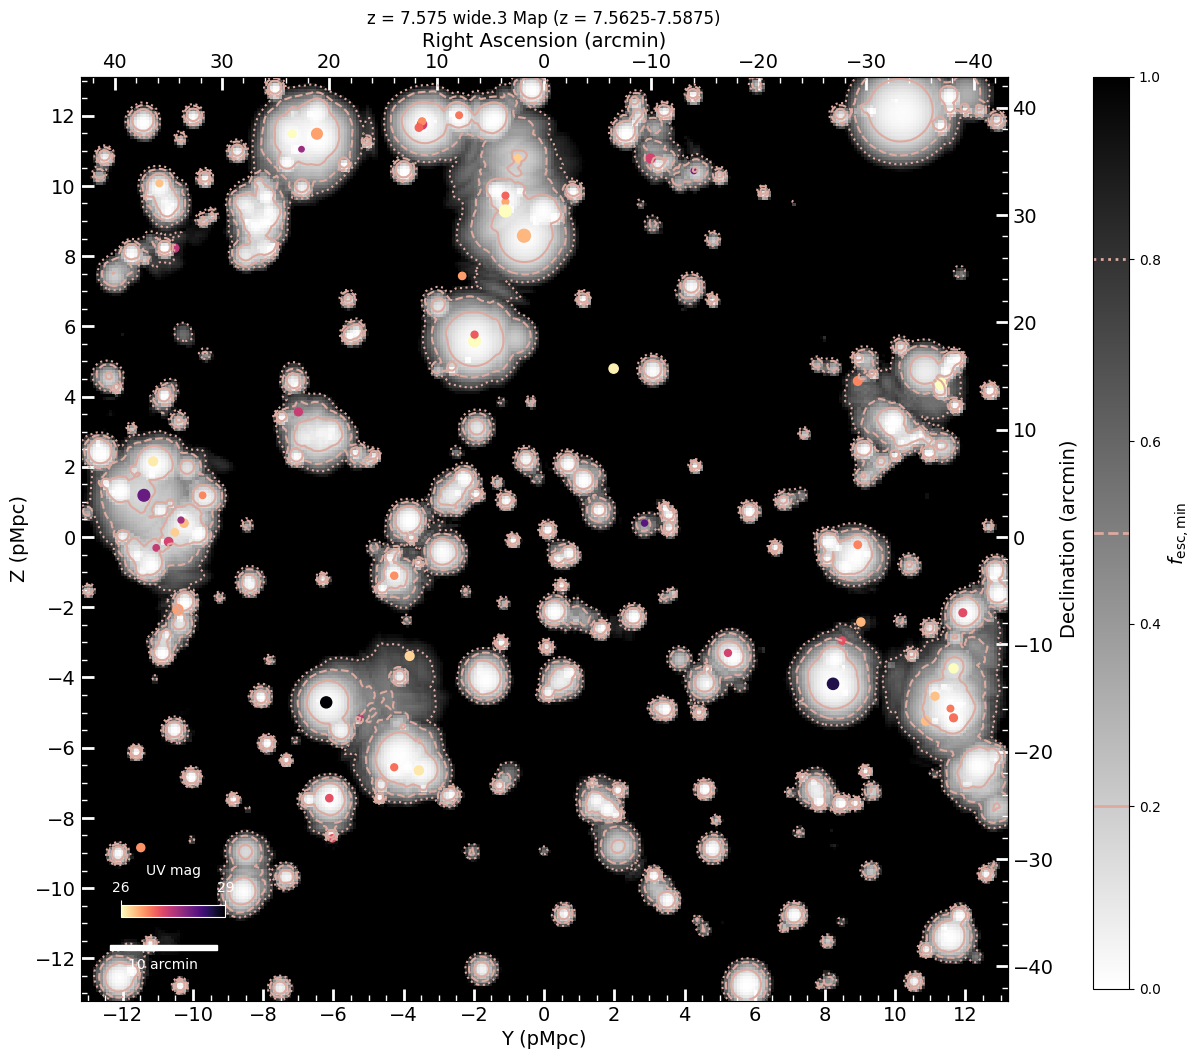 z = 7.575 wide.3 Map (z = 7.5625-7.5875)
Right Ascension (arcmin)
40 30 20 10 0 −10 −20 −30 −40
12
10
8
6
4
2
0
−2
−4
−6
−8
−10
−12
Z (pMpc)
40
30
20
10
0
−10
−20
−30
−40
Declination (arcmin)
1.0
0.8
0.6
0.4
0.2
0.0
fesc, min
UV mag
26 29
10 arcmin
−12 −10 −8 −6 −4 −2 0 2 4 6 8 10 12
Y (pMpc)